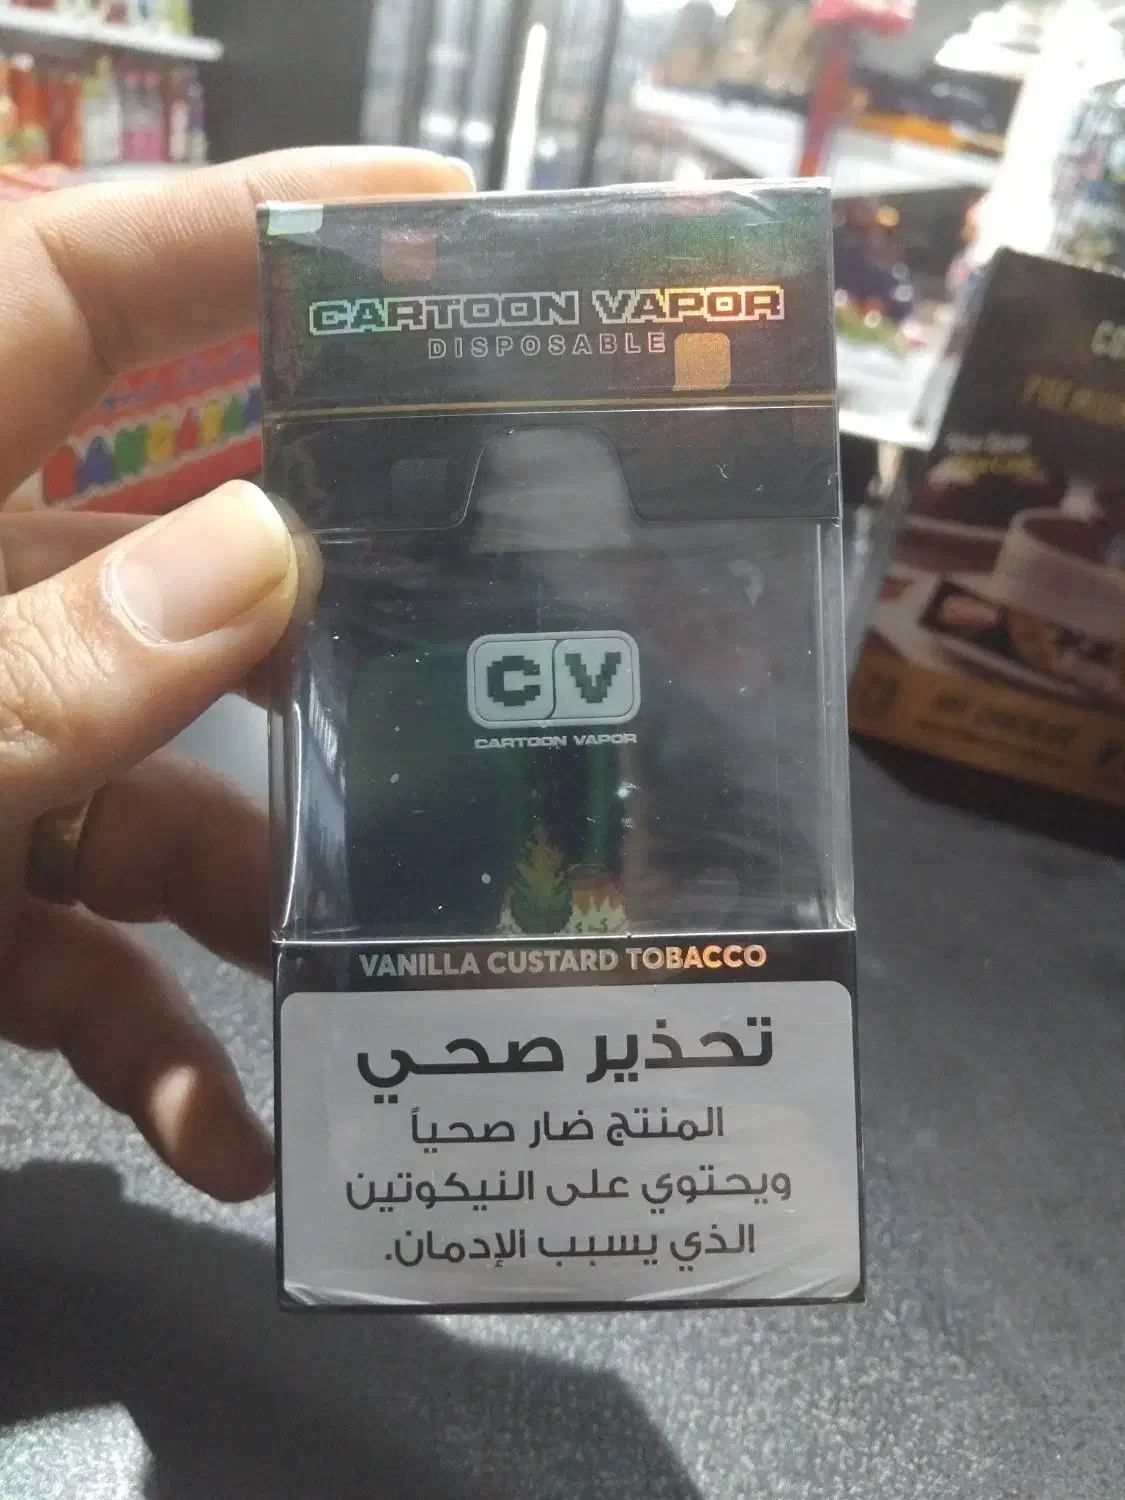 CARTOON VAPOR
DISPOSABLE
CV
CARTOON VAPOR
VANILLA CUSTARD TOBACCO
تحذير صحي
المنتج ضار صحياً
ويحتوي على النيكوتين
الذي يسبب الإدمان.